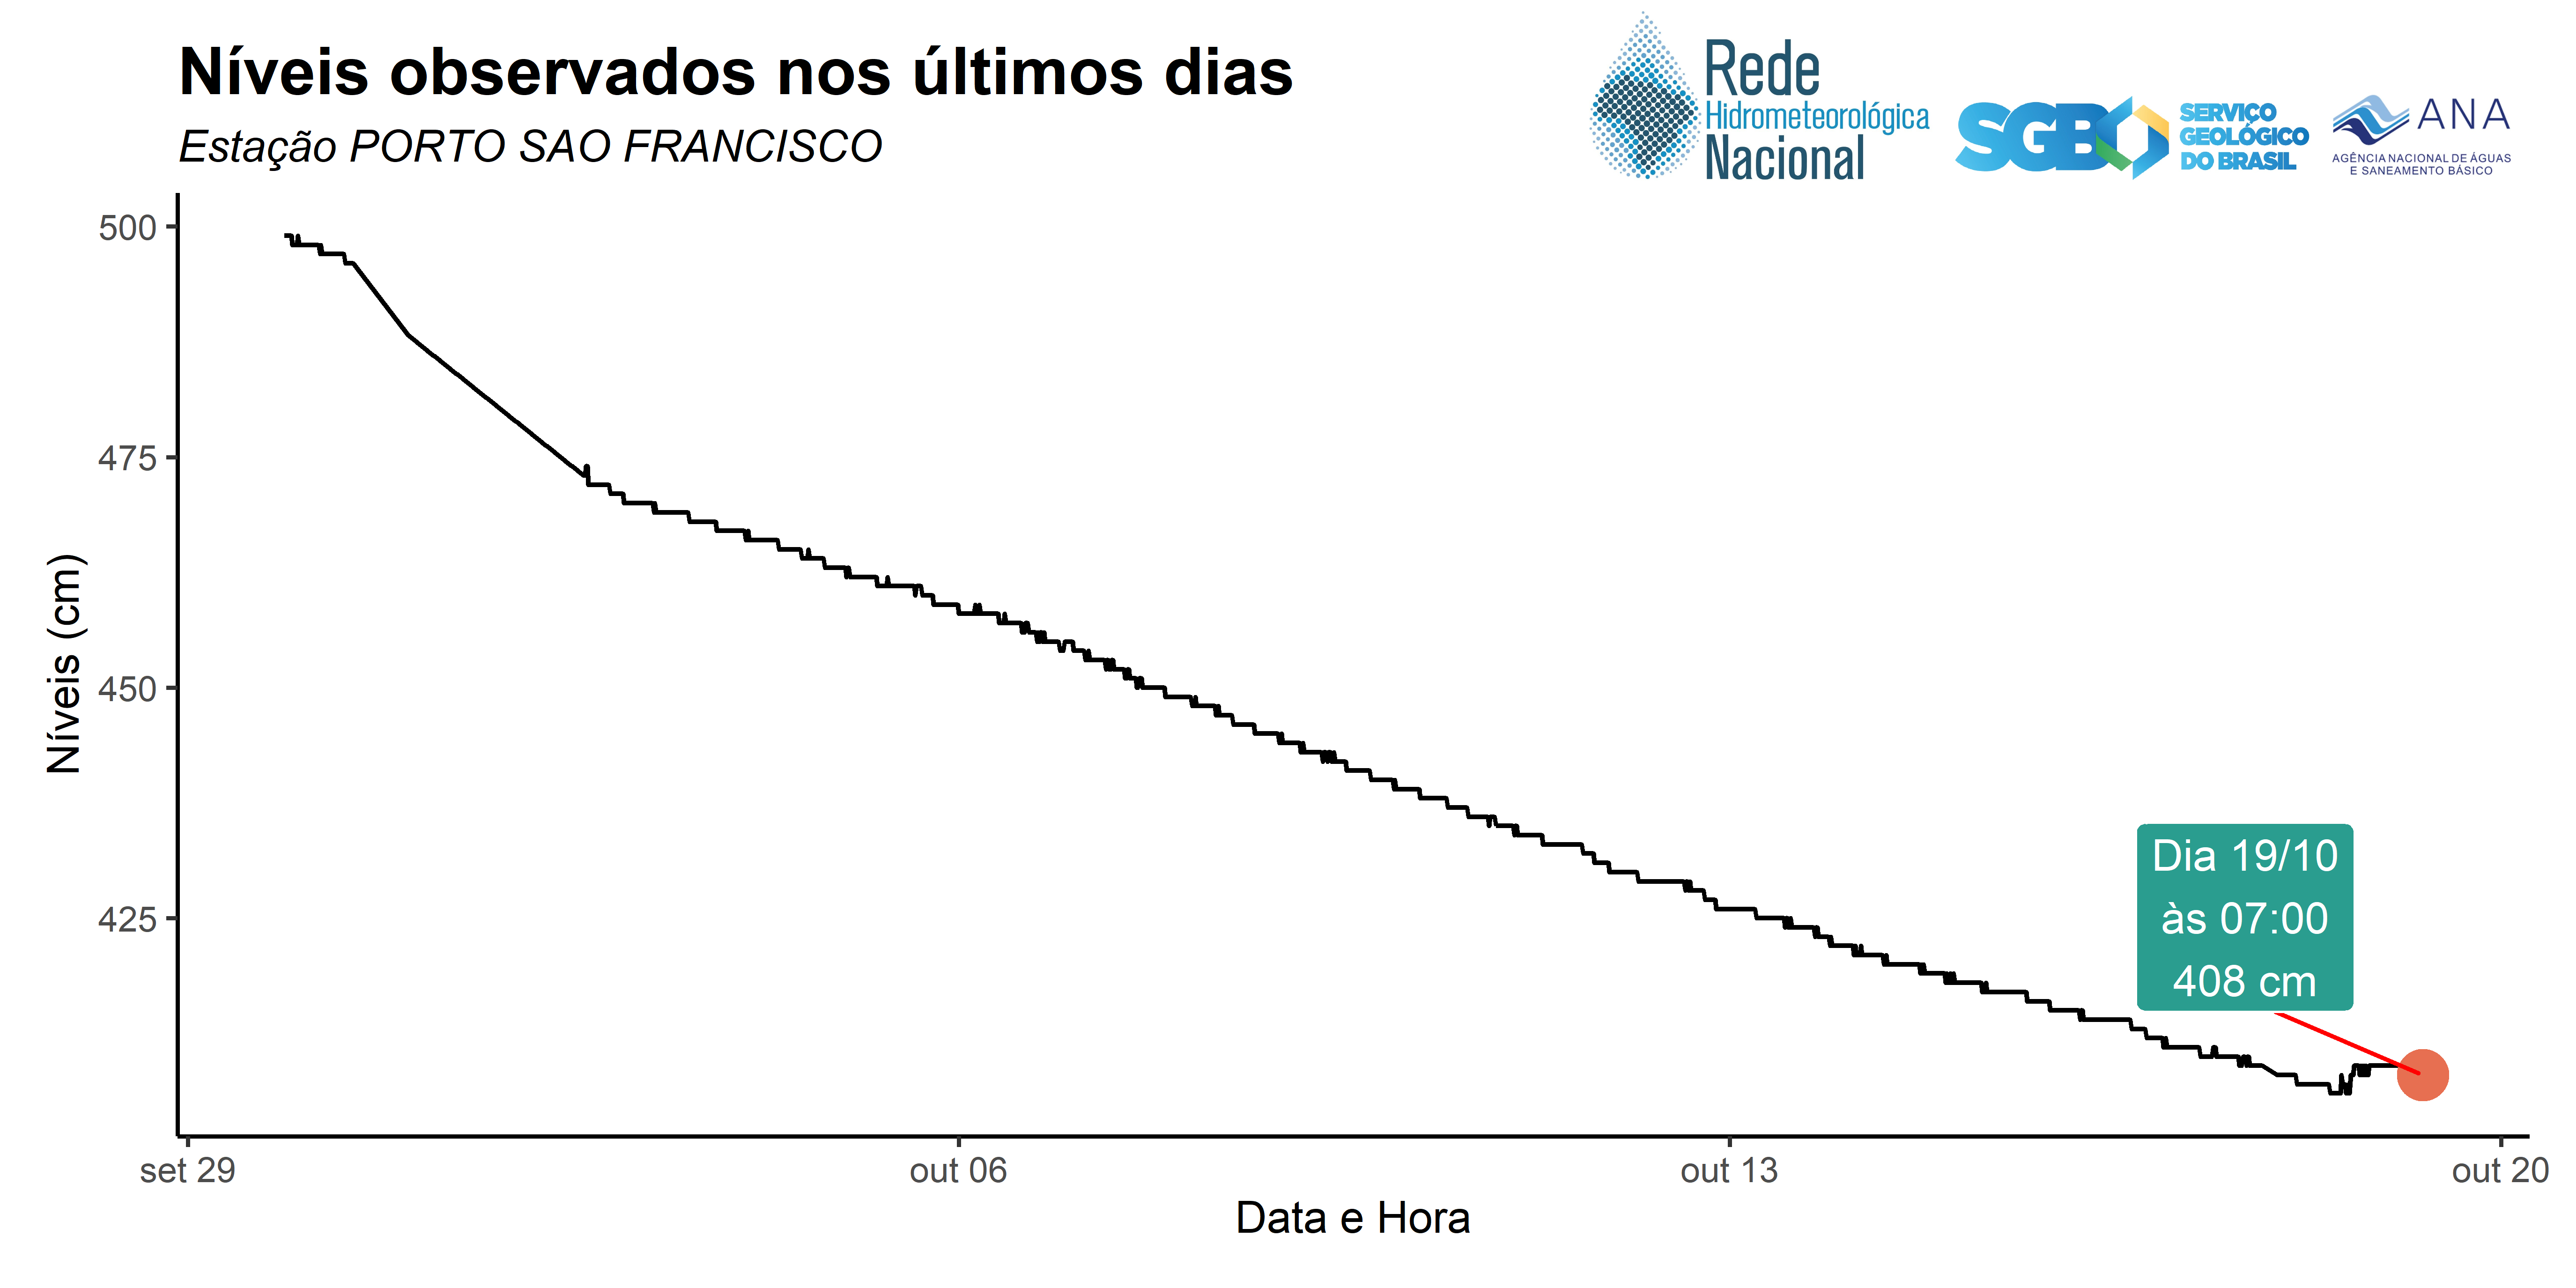 Níveis observados nos últimos dias
Estação PORTO SAO FRANCISCO
Rede
Hidrometeorológica
Nacional
SGB
SERVIÇO
GEOLÓGICO
DO BRASIL
ANA
AGÊNCIA NACIONAL DE ÁGUAS
E SANEAMENTO BÁSICO
500
475
450
425
Níveis (cm)
Dia 19/10
às 07:00
408 cm
set 29
out 06
out 13
out 20
Data e Hora